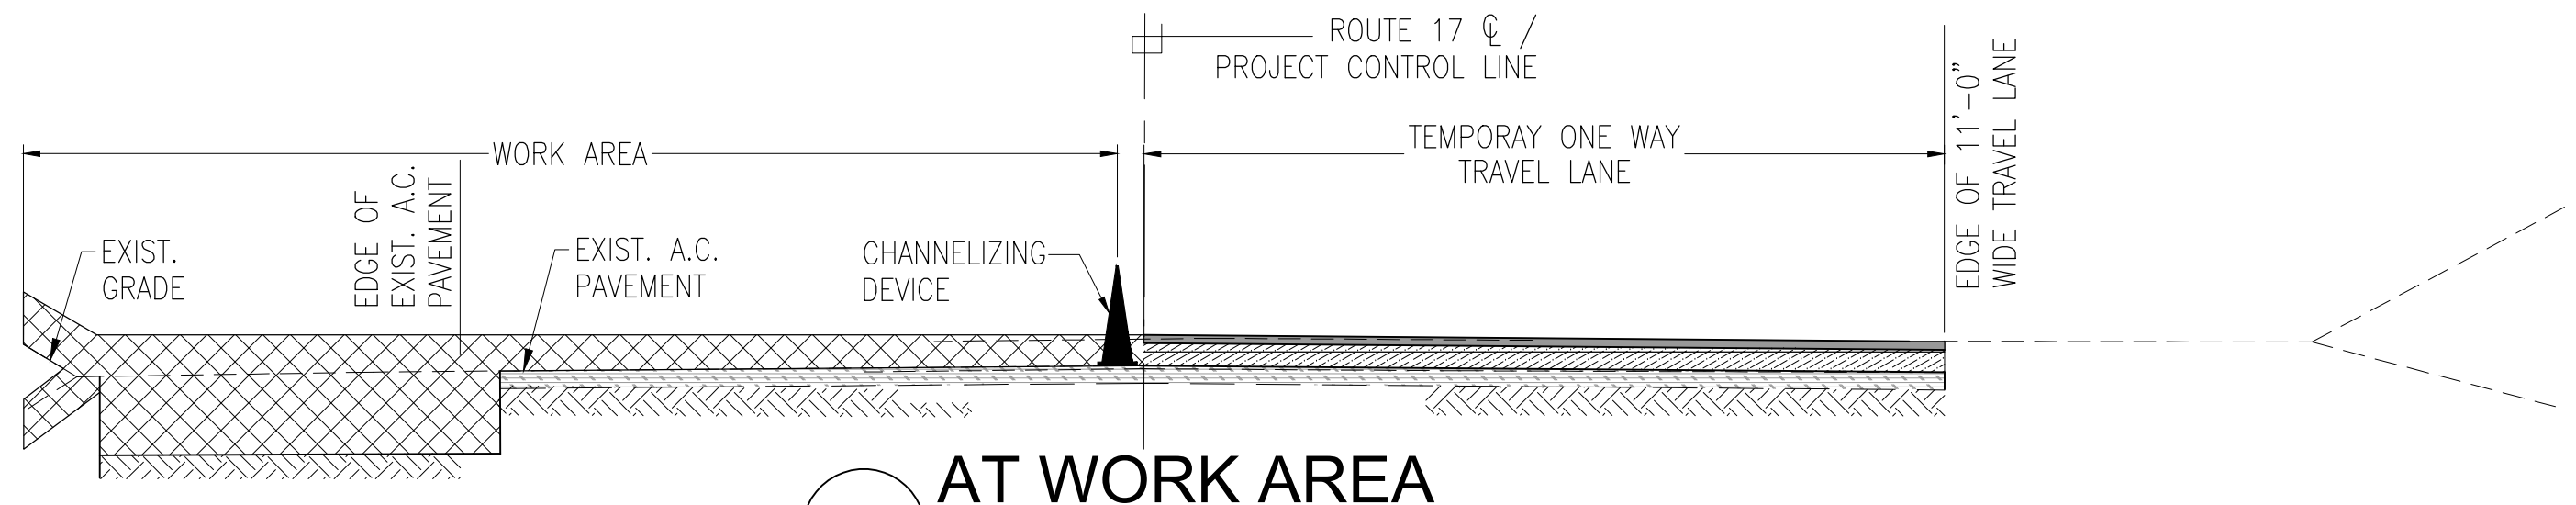 ROUTE 17 ℄ /
PROJECT CONTROL LINE
EDGE OF 11'-0"
WIDE TRAVEL LANE
WORK AREA
TEMPORAY ONE WAY
TRAVEL LANE
EDGE OF
EXIST. A.C.
PAVEMENT
EXIST.
GRADE
EXIST. A.C.
PAVEMENT
CHANNELIZING
DEVICE
AT WORK AREA